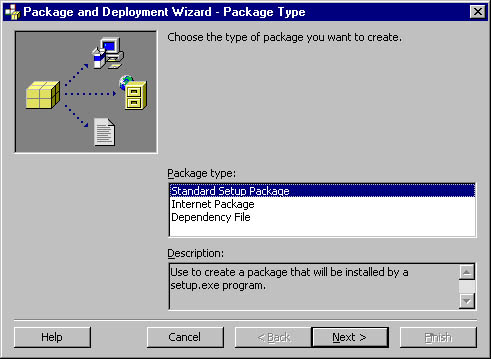 Package and Deployment Wizard - Package Type
Choose the type of package you want to create.
Package type:
Standard Setup Package
Internet Package
Dependency File
Description:
Use to create a package that will be installed by a
setup.exe program.
Help
Cancel
< Back
Next >
Finish